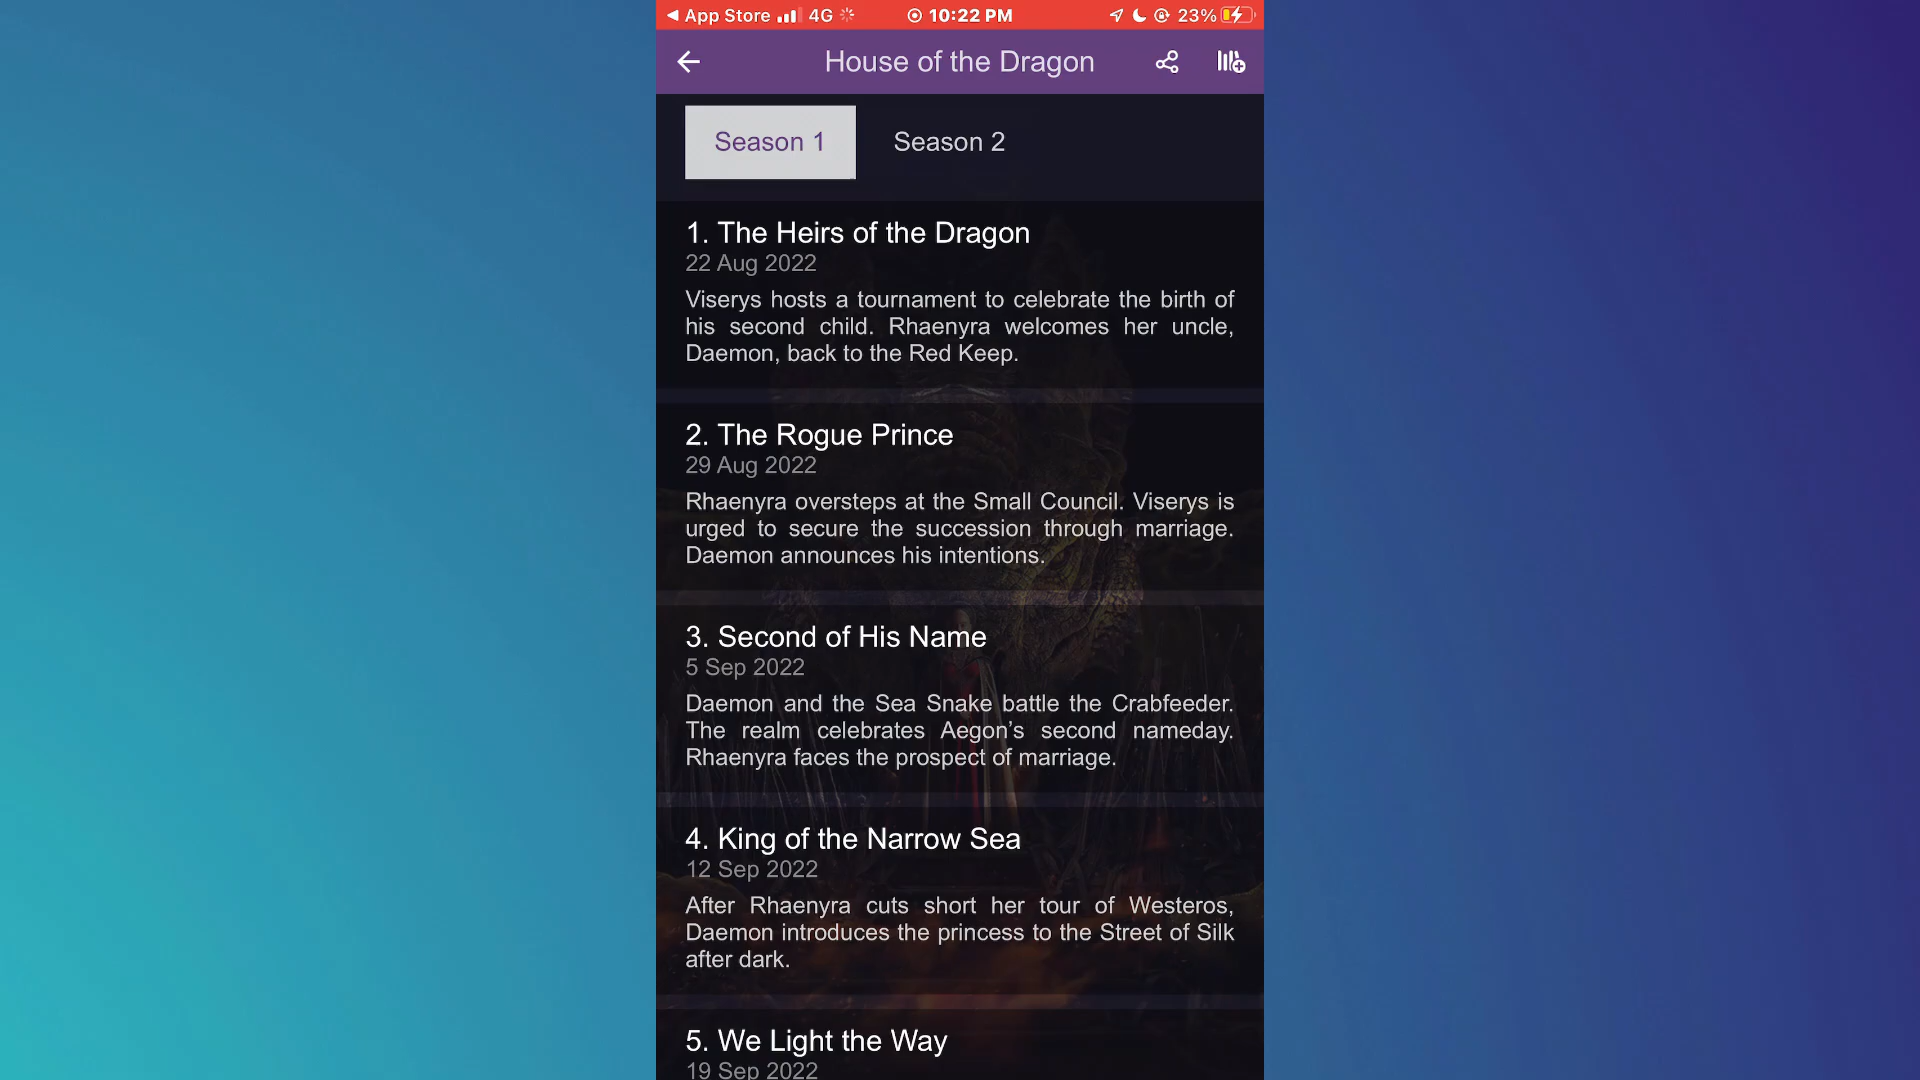 App Store 4G 10:22 PM 23%
House of the Dragon
Season 1 Season 2
1. The Heirs of the Dragon
22 Aug 2022
Viserys hosts a tournament to celebrate the birth of
his second child. Rhaenyra welcomes her uncle,
Daemon, back to the Red Keep.
2. The Rogue Prince
29 Aug 2022
Rhaenyra oversteps at the Small Council. Viserys is
urged to secure the succession through marriage.
Daemon announces his intentions.
3. Second of His Name
5 Sep 2022
Daemon and the Sea Snake battle the Crabfeeder.
The realm celebrates Aegon’s second nameday.
Rhaenyra faces the prospect of marriage.
4. King of the Narrow Sea
12 Sep 2022
After Rhaenyra cuts short her tour of Westeros,
Daemon introduces the princess to the Street of Silk
after dark.
5. We Light the Way
19 Sep 2022